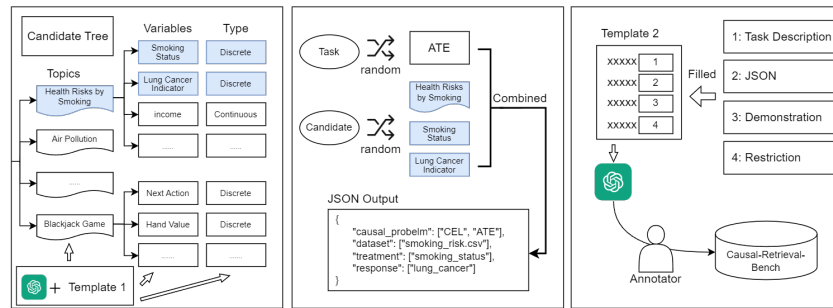 Candidate Tree
Variables
Type
Topics
Smoking
Status
Discrete
Health Risks by
Smoking
Lung Cancer
Indicator
Discrete
income
Continuous
......
......
Air Pollution
......
Next Action
Discrete
Blackjack Game
Hand Value
Discrete
......
......
+ Template 1
Task
random
ATE
Health Risks
by Smoking
Combined
Candidate
random
Smoking
Status
Lung Cancer
Indicator
JSON Output
{
"causal_probelm": ["CEL", "ATE"],
"dataset": ["smoking_risk.csv"],
"treatment": ["smoking_status"],
"response": ["lung_cancer"]
}
Template 2
xxxxx 1
xxxxx 2
xxxxx 3
xxxxx 4
Filled
1: Task Description
2: JSON
3: Demonstration
4: Restriction
Annotator
Causal-Retrieval-
Bench